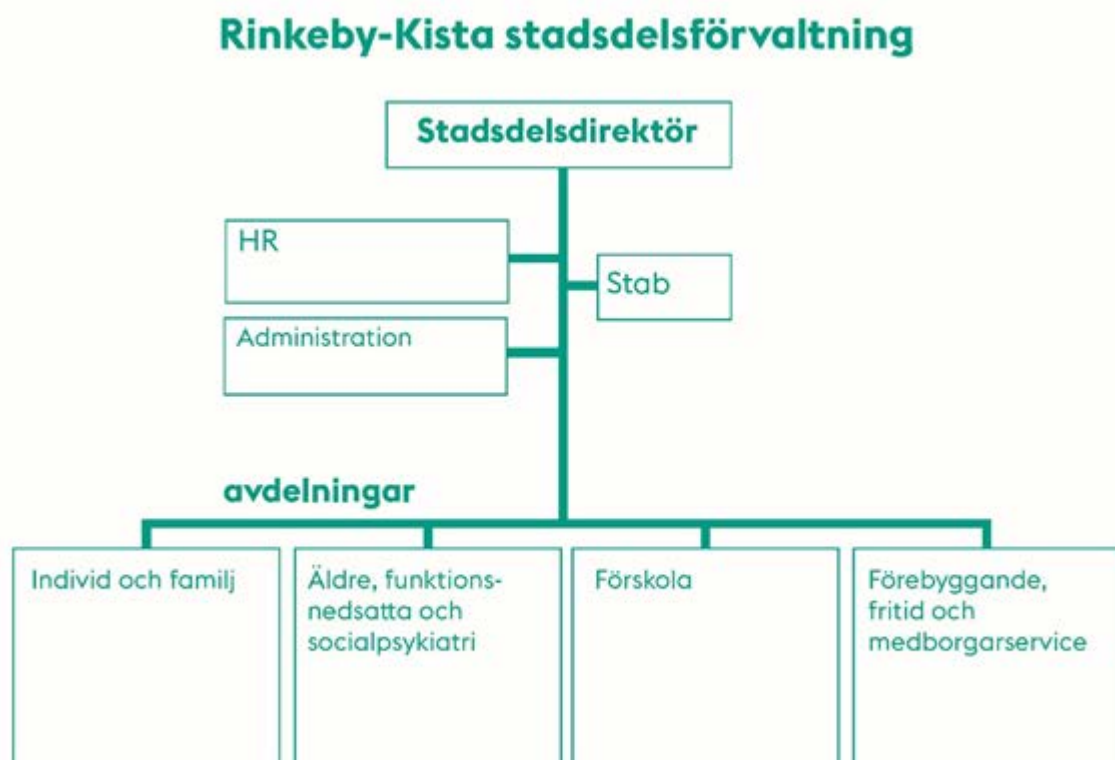 Rinkeby-Kista stadsdelsförvaltning
Stadsdelsdirektör
HR
Stab
Administration
avdelningar
Individ och familj
Äldre, funktions-
nedsatta och
socialpsykiatri
Förskola
Förebyggande,
fritid och
medborgarservice